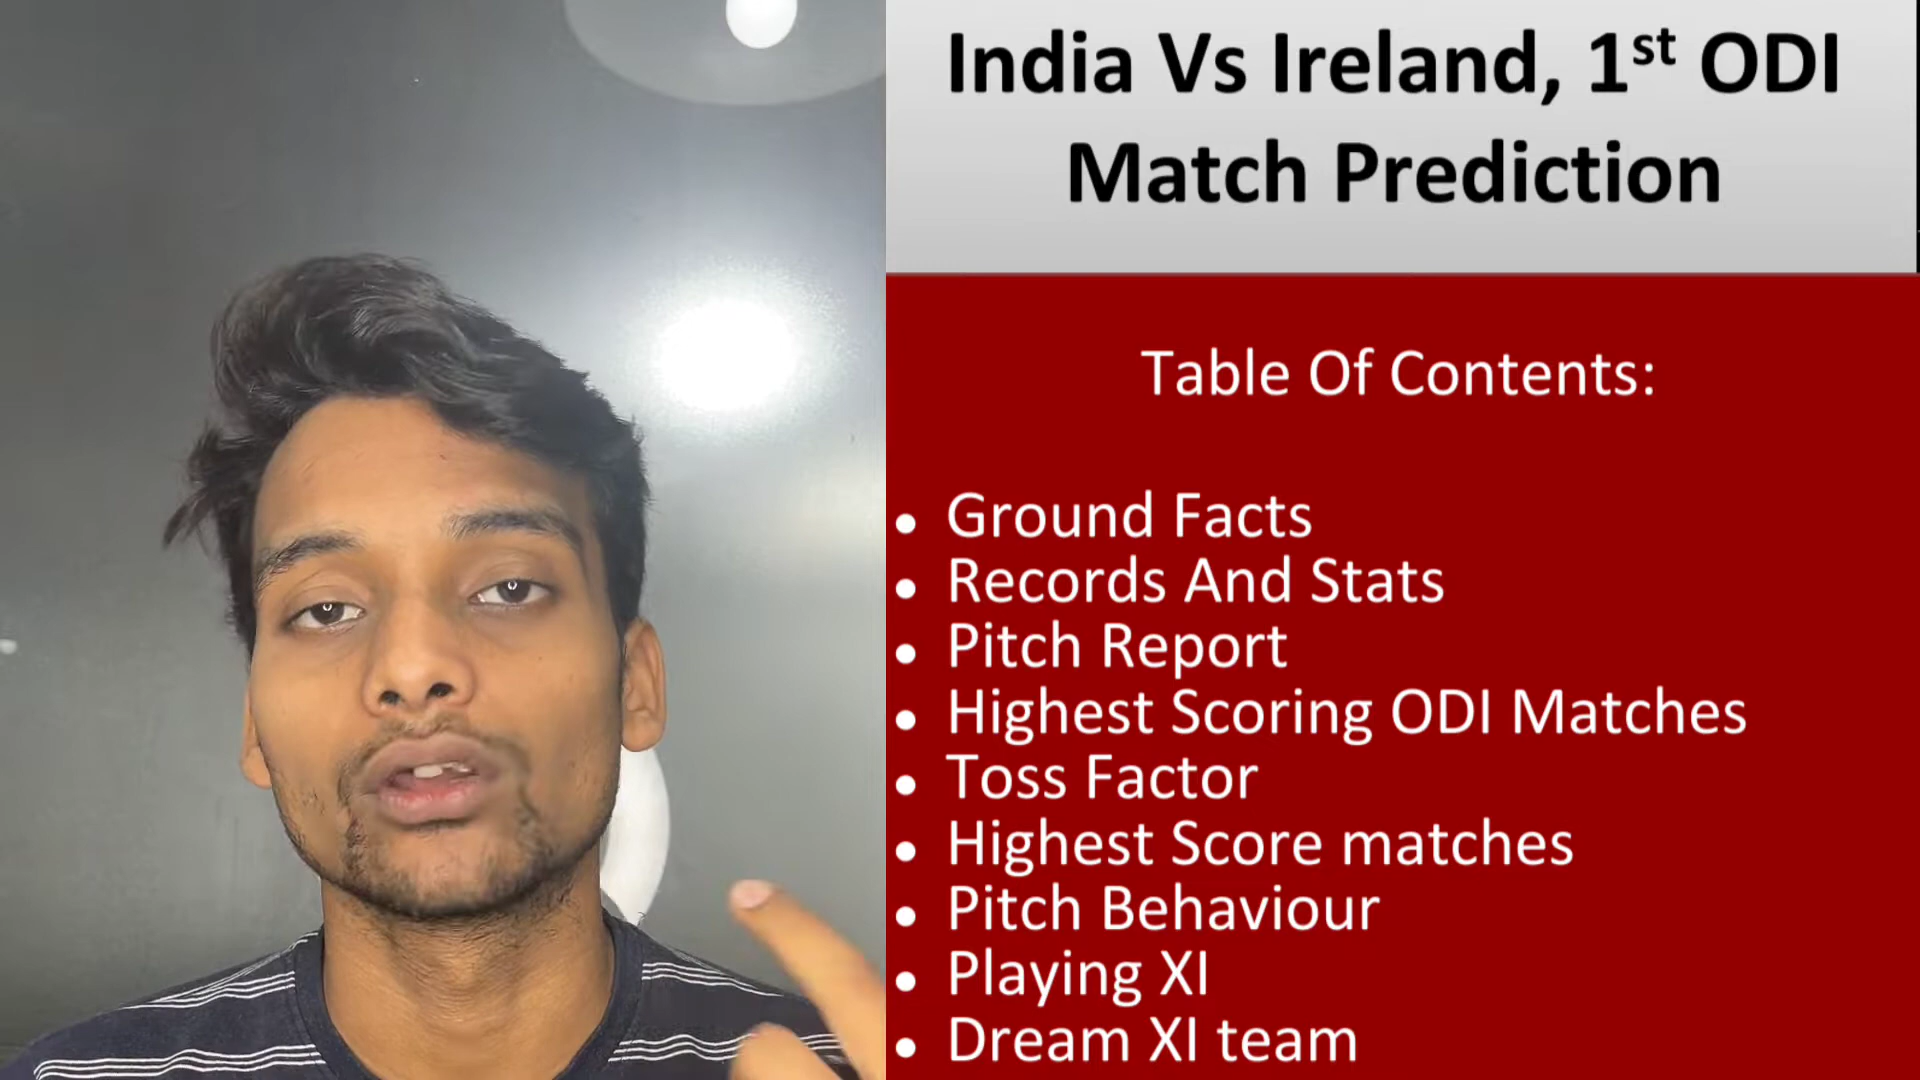 India Vs Ireland, 1st ODI
Match Prediction
Table Of Contents:
• Ground Facts
• Records And Stats
• Pitch Report
• Highest Scoring ODI Matches
• Toss Factor
• Highest Score matches
• Pitch Behaviour
• Playing XI
• Dream XI team